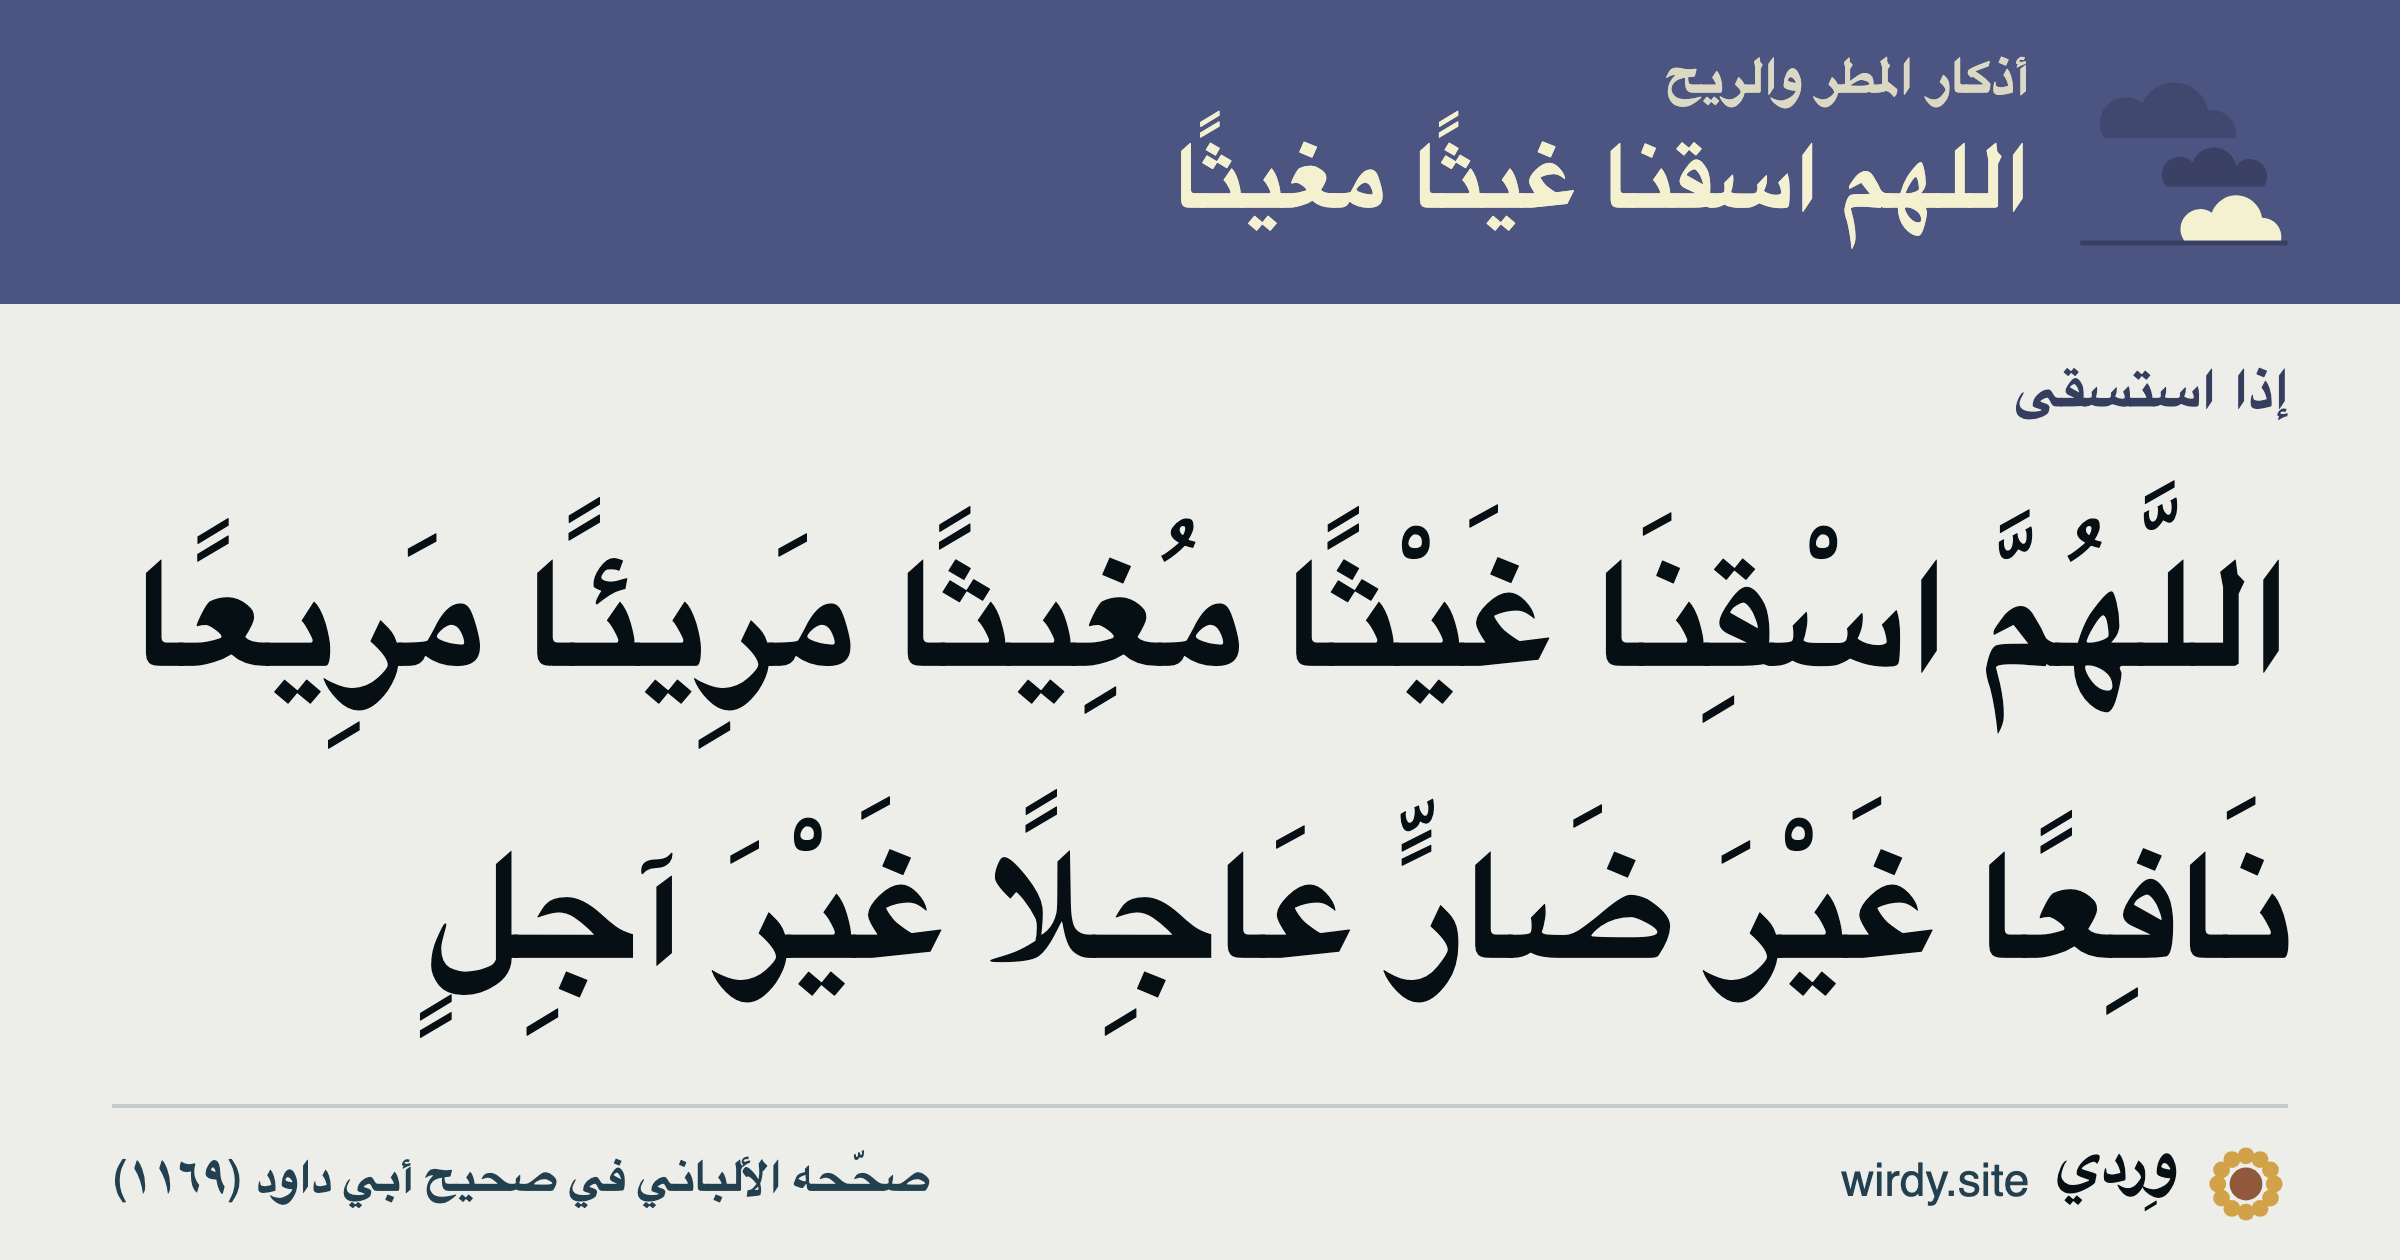 أذكار المطر والريح
اللهم اسقنا غيثًا مغيثًا
إذا استسقى
اللَّهُمَّ اسْقِنَا غَيْثًا مُغِيثًا مَرِيئًا مَرِيعًا
نَافِعًا غَيْرَ ضَارٍّ عَاجِلًا غَيْرَ آجِلٍ
وِردي wirdy.site
صحّحه الألباني في صحيح أبي داود (١١٦٩)